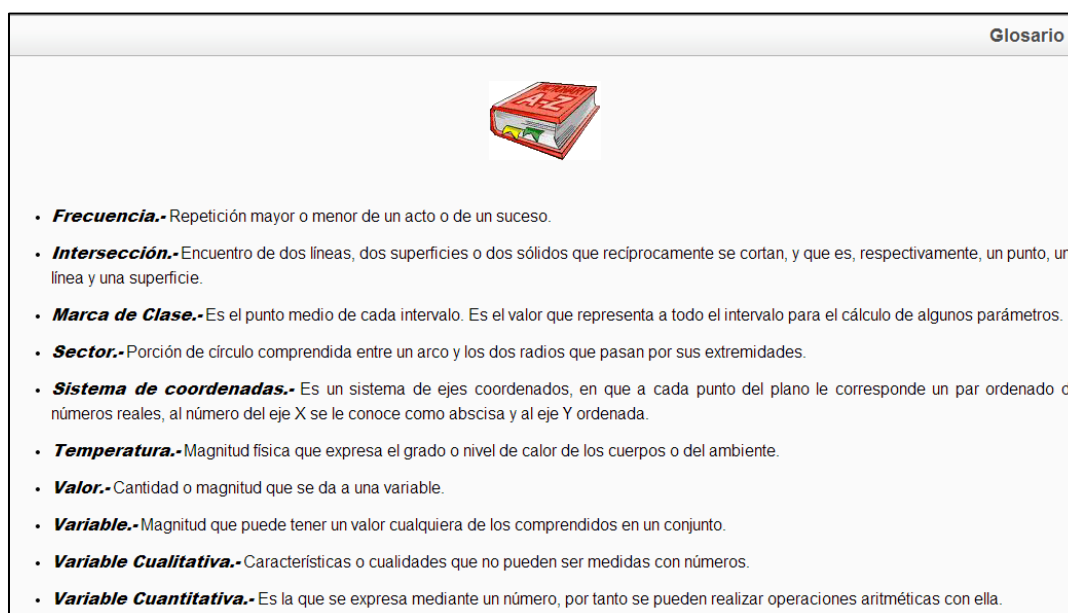 Glosario
DICTIONARY
A-Z
• Frecuencia.- Repetición mayor o menor de un acto o de un suceso.
• Intersección.- Encuentro de dos líneas, dos superficies o dos sólidos que recíprocamente se cortan, y que es, respectivamente, un punto,
línea y una superficie.
• Marca de Clase.- Es el punto medio de cada intervalo. Es el valor que representa a todo el intervalo para el cálculo de algunos parámetros.
• Sector.- Porción de círculo comprendida entre un arco y los dos radios que pasan por sus extremidades.
• Sistema de coordenadas.- Es un sistema de ejes coordenados, en que a cada punto del plano le corresponde un par ordenado
números reales, al número del eje X se le conoce como abscisa y al eje Y ordenada.
• Temperatura.- Magnitud física que expresa el grado o nivel de calor de los cuerpos o del ambiente.
• Valor.- Cantidad o magnitud que se da a una variable.
• Variable.- Magnitud que puede tener un valor cualquiera de los comprendidos en un conjunto.
• Variable Cualitativa.- Características o cualidades que no pueden ser medidas con números.
• Variable Cuantitativa.- Es la que se expresa mediante un número, por tanto se pueden realizar operaciones aritméticas con ella.